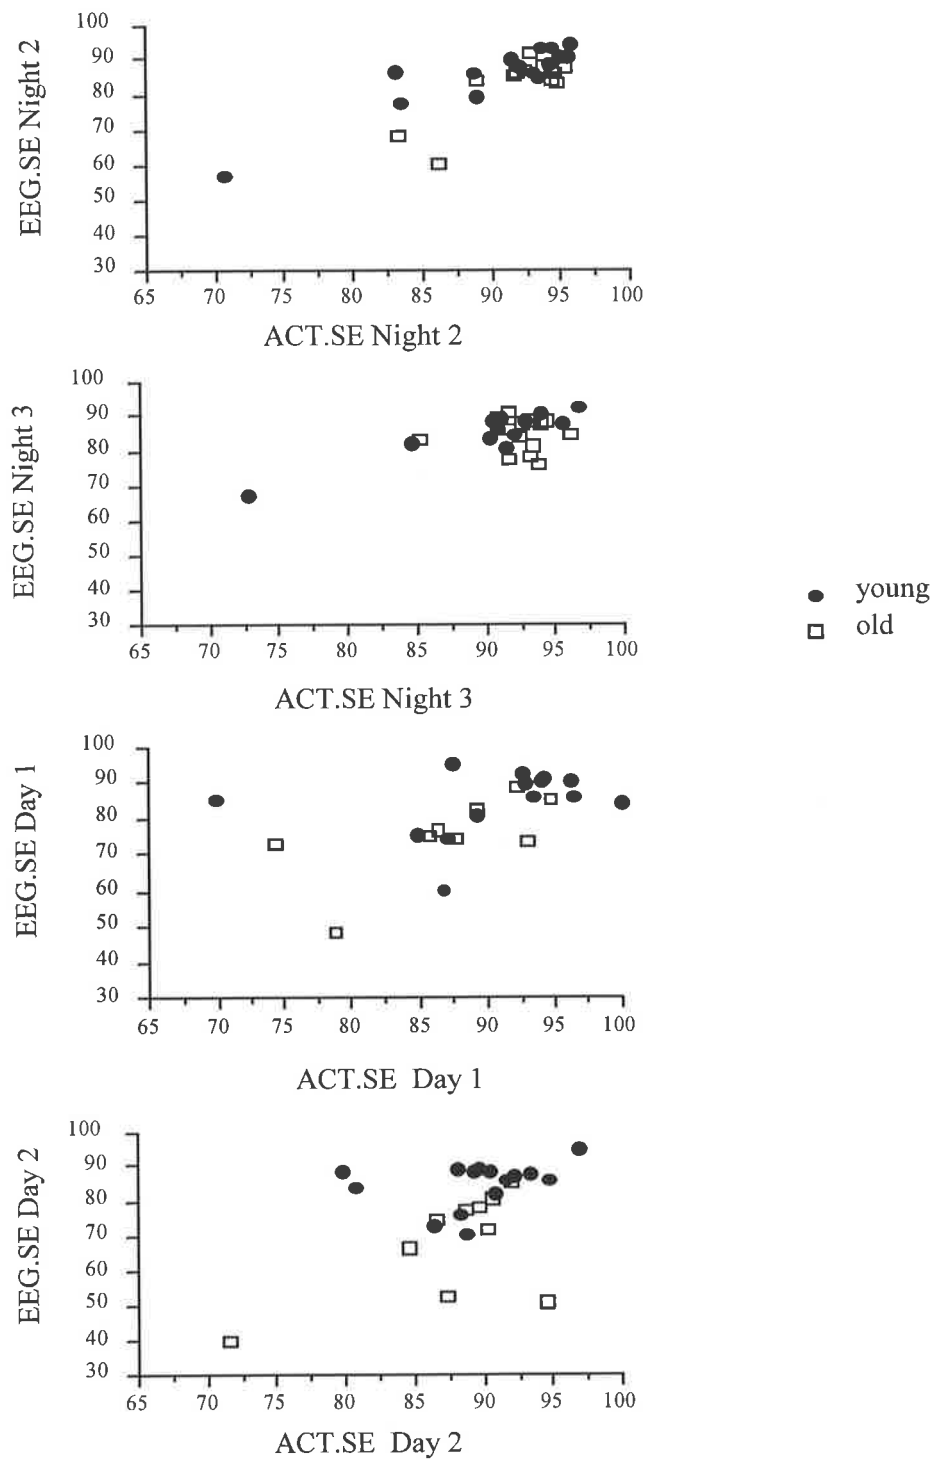 EEG.SE Night 2
100
90
80
70
60
50
40
30
65 70 75 80 85 90 95 100
ACT.SE Night 2
EEG.SE Night 3
100
90
80
70
60
50
40
30
65 70 75 80 85 90 95 100
ACT.SE Night 3
young
old
EEG.SE Day 1
100
90
80
70
60
50
40
30
65 70 75 80 85 90 95 100
ACT.SE Day 1
EEG.SE Day 2
100
90
80
70
60
50
40
30
65 70 75 80 85 90 95 100
ACT.SE Day 2